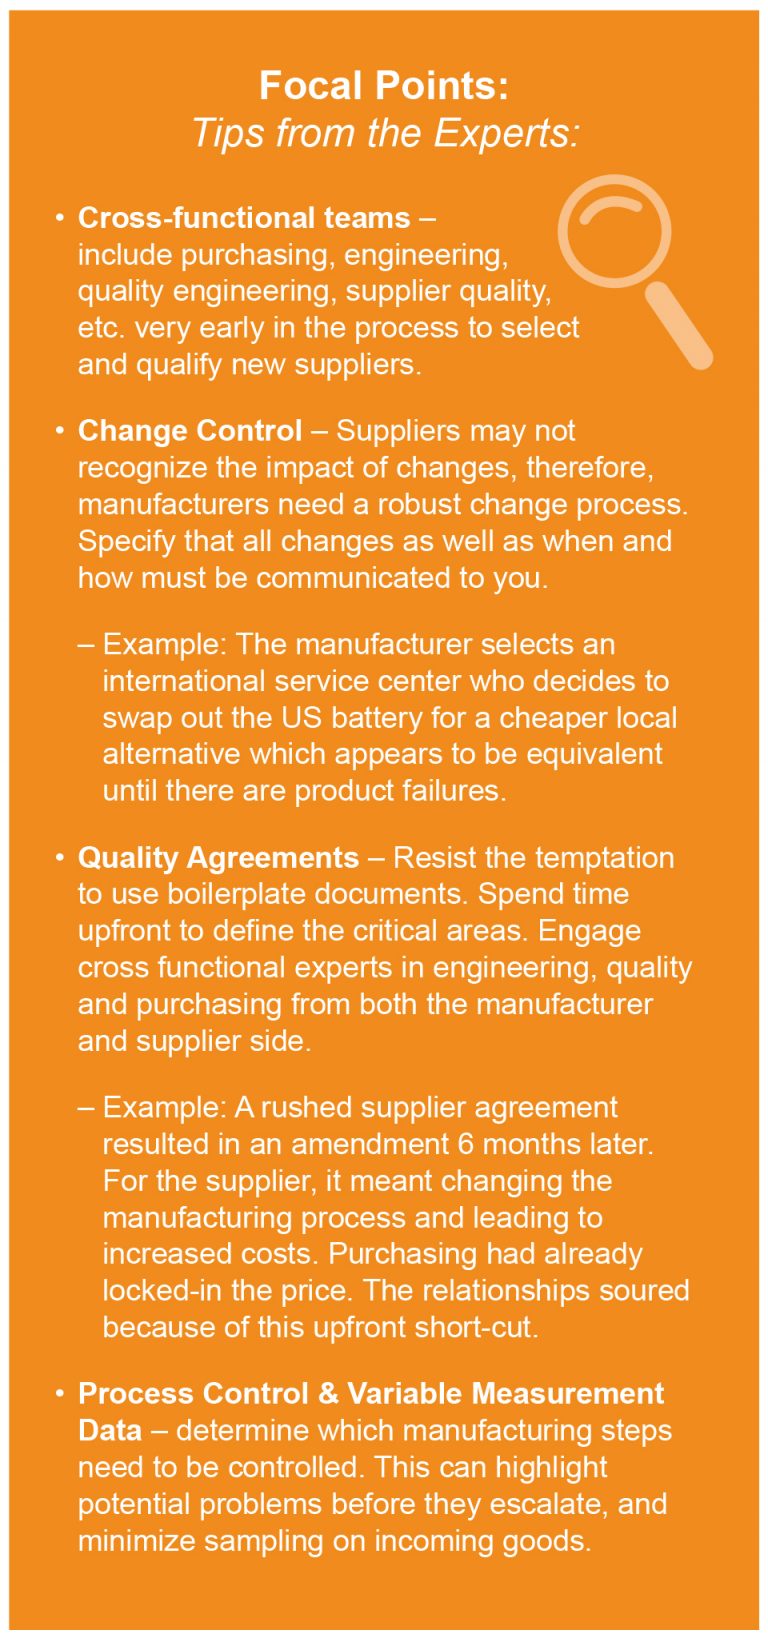 Focal Points:
Tips from the Experts:
• Cross-functional teams –
include purchasing, engineering,
quality engineering, supplier quality,
etc. very early in the process to select
and qualify new suppliers.
• Change Control – Suppliers may not
recognize the impact of changes, therefore,
manufacturers need a robust change process.
Specify that all changes as well as when and
how must be communicated to you.
– Example: The manufacturer selects an
international service center who decides to
swap out the US battery for a cheaper local
alternative which appears to be equivalent
until there are product failures.
• Quality Agreements – Resist the temptation
to use boilerplate documents. Spend time
upfront to define the critical areas. Engage
cross functional experts in engineering, quality
and purchasing from both the manufacturer
and supplier side.
– Example: A rushed supplier agreement
resulted in an amendment 6 months later.
For the supplier, it meant changing the
manufacturing process and leading to
increased costs. Purchasing had already
locked-in the price. The relationships soured
because of this upfront short-cut.
• Process Control & Variable Measurement
Data – determine which manufacturing steps
need to be controlled. This can highlight
potential problems before they escalate, and
minimize sampling on incoming goods.